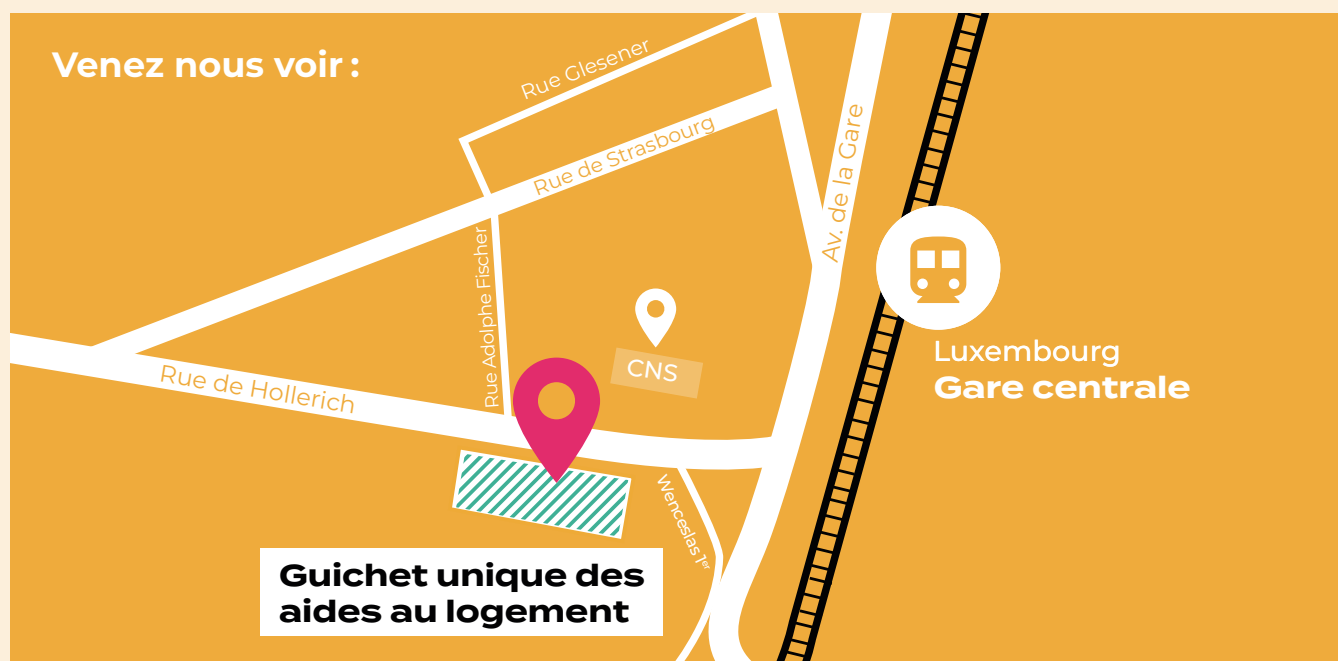 Venez nous voir :
Rue Glesener
Rue de Strasbourg
Av. de la Gare
Rue Adolphe Fischer
CNS
Luxembourg
Gare centrale
Rue de Hollerich
Wenceslas 1er
Guichet unique des
aides au logement